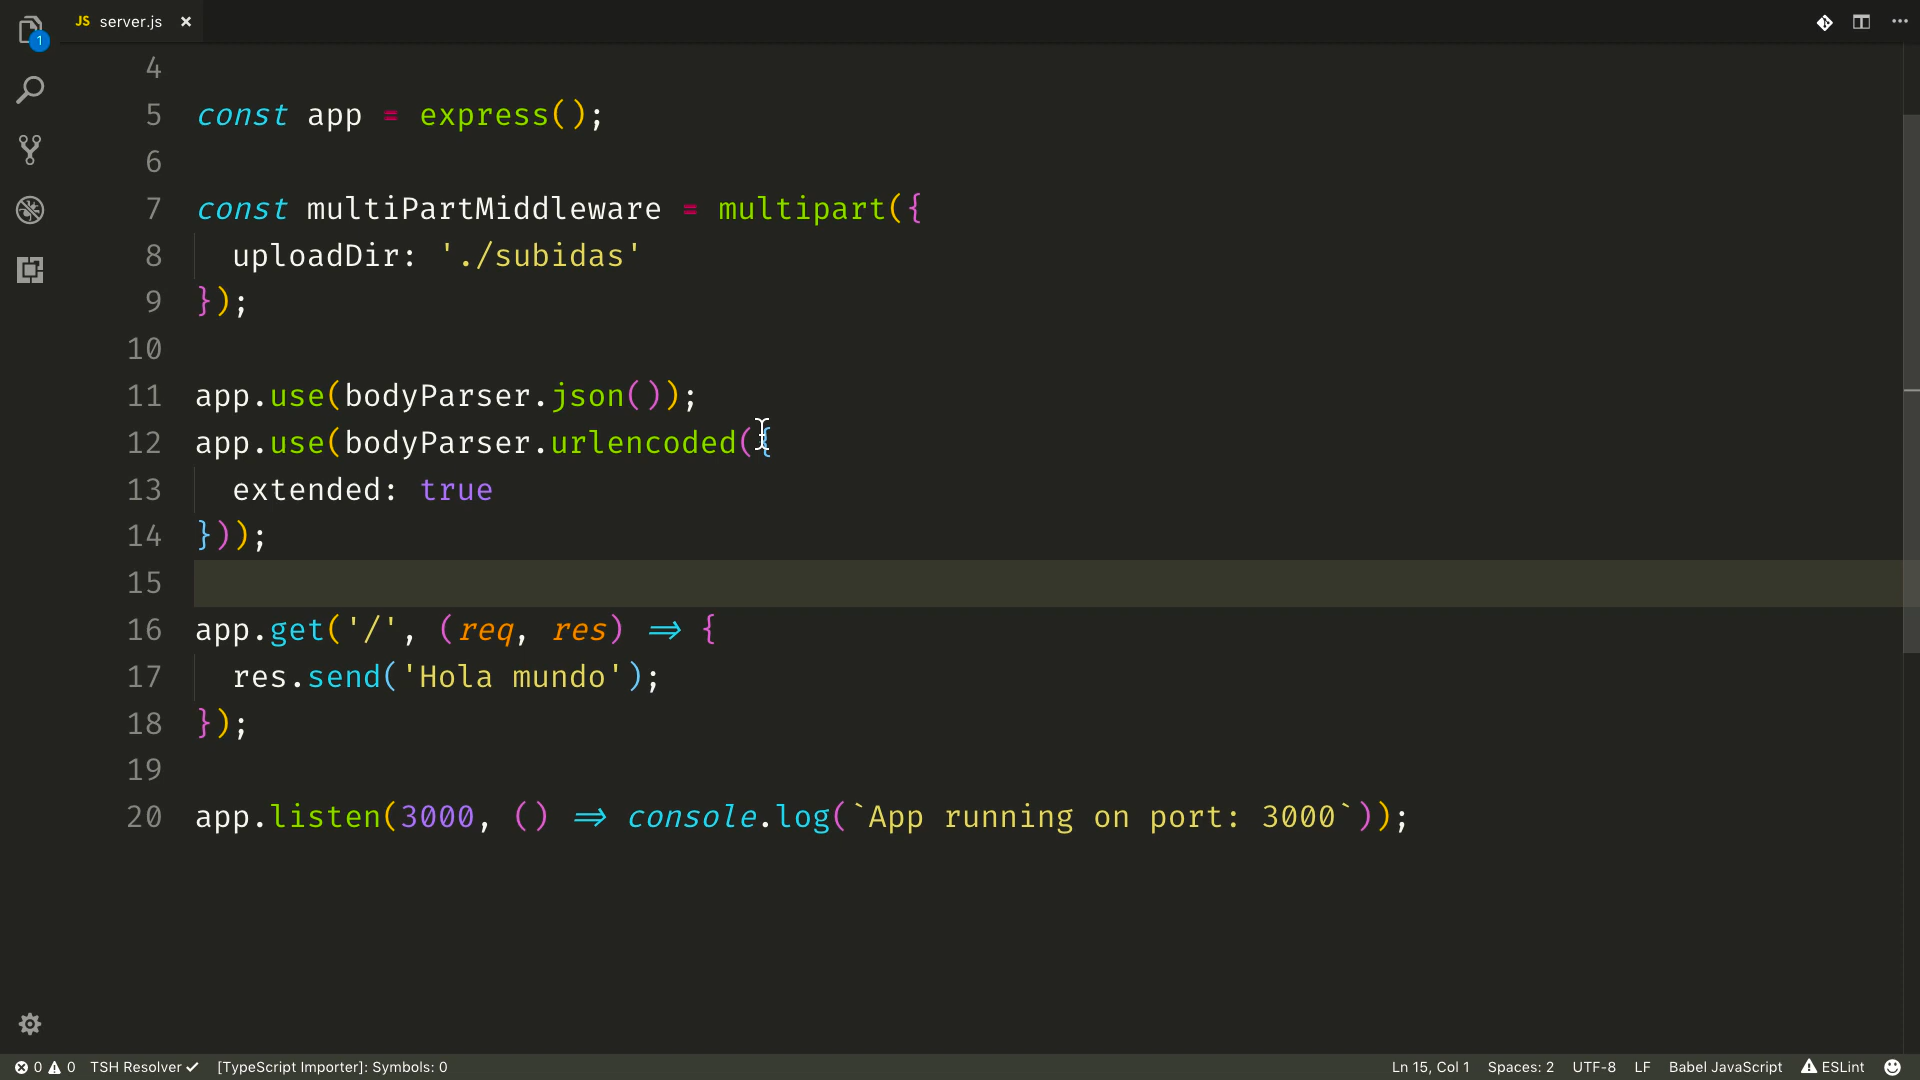 JS server.js ×
1
4
5 const app = express();
6
7 const multiPartMiddleware = multipart({
8 uploadDir: './subidas'
9 });
10
11 app.use(bodyParser.json());
12 app.use(bodyParser.urlencoded({
13 extended: true
14 }));
15
16 app.get('/', (req, res) => {
17 res.send('Hola mundo');
18 });
19
20 app.listen(3000, () => console.log(`App running on port: 3000`));
0 0 TSH Resolver ✓ [TypeScript Importer]: Symbols: 0 Ln 15, Col 1 Spaces: 2 UTF-8 LF Babel JavaScript ESLint